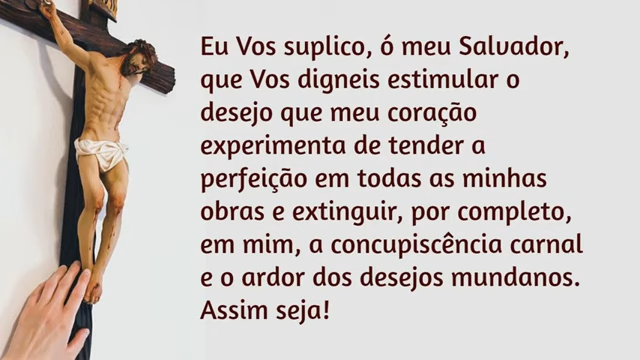 Eu Vos suplico, ó meu Salvador,
que Vos digneis estimular o
desejo que meu coração
experimenta de tender a
perfeição em todas as minhas
obras e extinguir, por completo,
em mim, a concupiscência carnal
e o ardor dos desejos mundanos.
Assim seja!